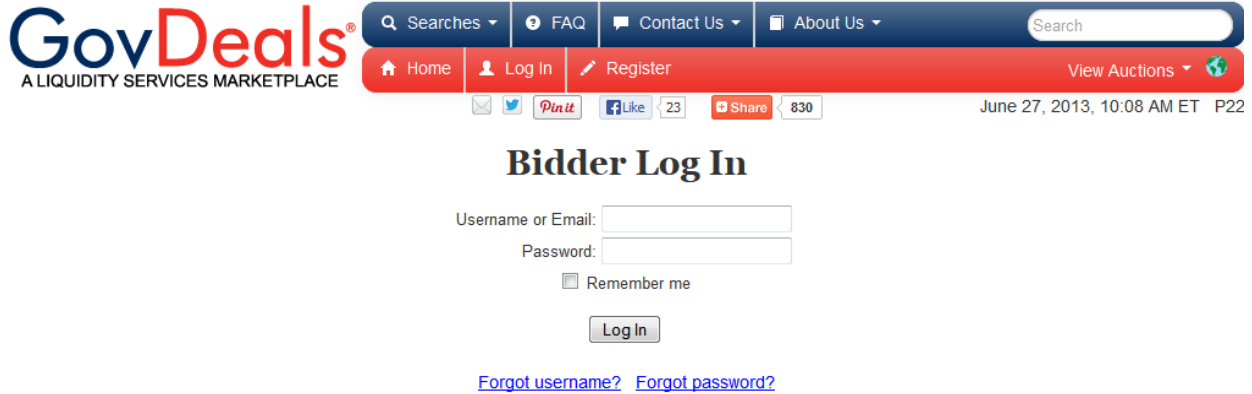 GovDeals®
A LIQUIDITY SERVICES MARKETPLACE
Searches FAQ Contact Us About Us Search
Home Log In Register View Auctions
Pin it Like 23 Share 830 June 27, 2013, 10:08 AM ET P22
Bidder Log In
Username or Email:
Password:
Remember me
Log In
Forgot username? Forgot password?